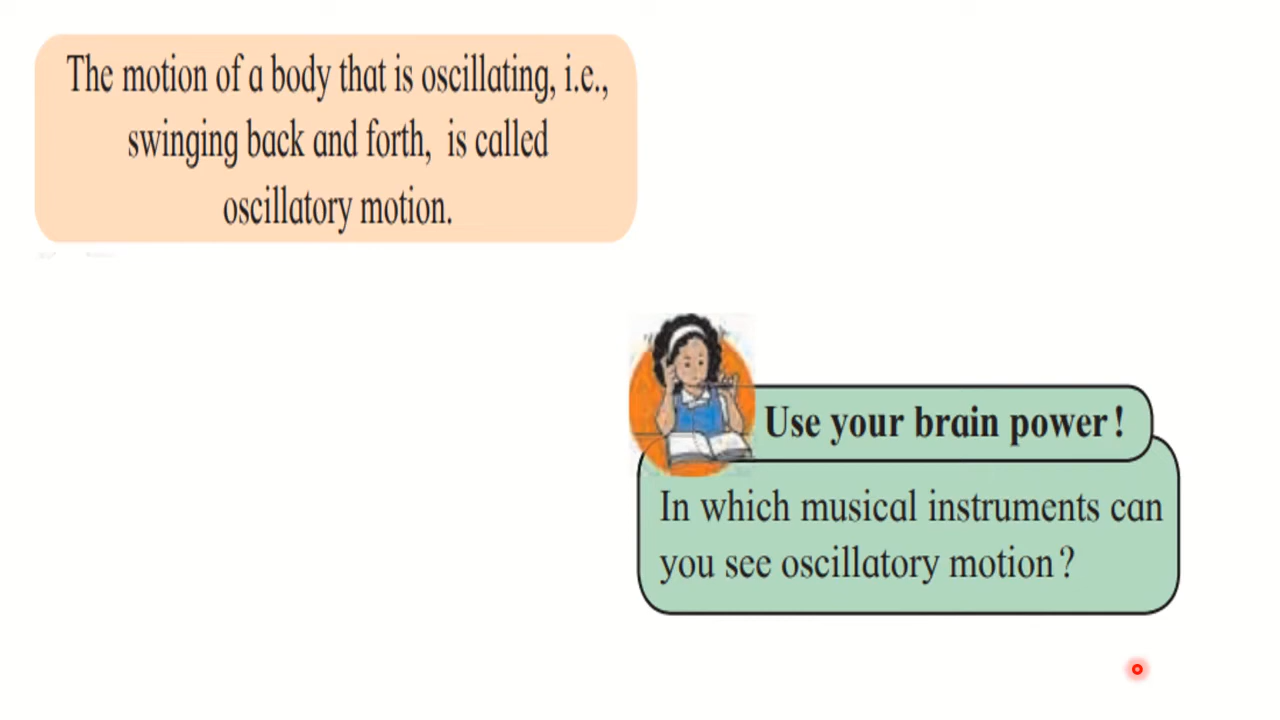 The motion of a body that is oscillating, i.e.,
swinging back and forth, is called
oscillatory motion.
Use your brain power!
In which musical instruments can
you see oscillatory motion?